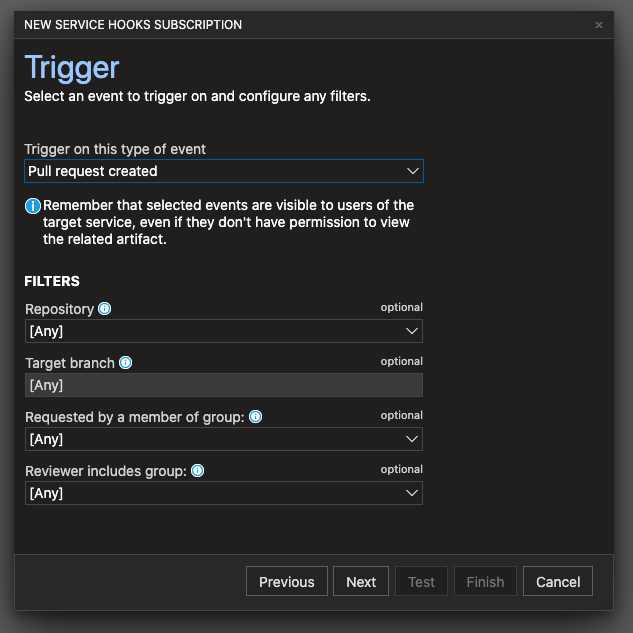 NEW SERVICE HOOKS SUBSCRIPTION
Trigger
Select an event to trigger on and configure any filters.
Trigger on this type of event
Pull request created
Remember that selected events are visible to users of the
target service, even if they don't have permission to view
the related artifact.
FILTERS
Repository optional
[Any]
Target branch optional
[Any]
Requested by a member of group: optional
[Any]
Reviewer includes group: optional
[Any]
Previous Next Test Finish Cancel